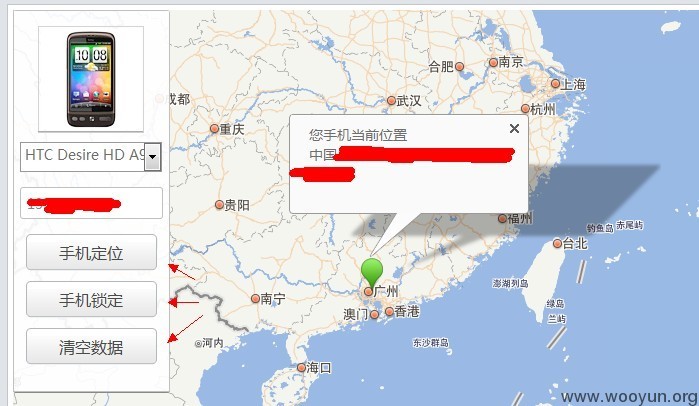 10 08
HTC Desire HD A9
手机定位
手机锁定
清空数据
您手机当前位置
中国
成都
重庆
贵阳
南宁
河内
海口
合肥
南京
上海
武汉
杭州
福州
广州
澳门
香港
台北
钓鱼岛
赤尾屿
澎湖列岛
绿岛
兰屿
东沙群岛
www.wooyun.org